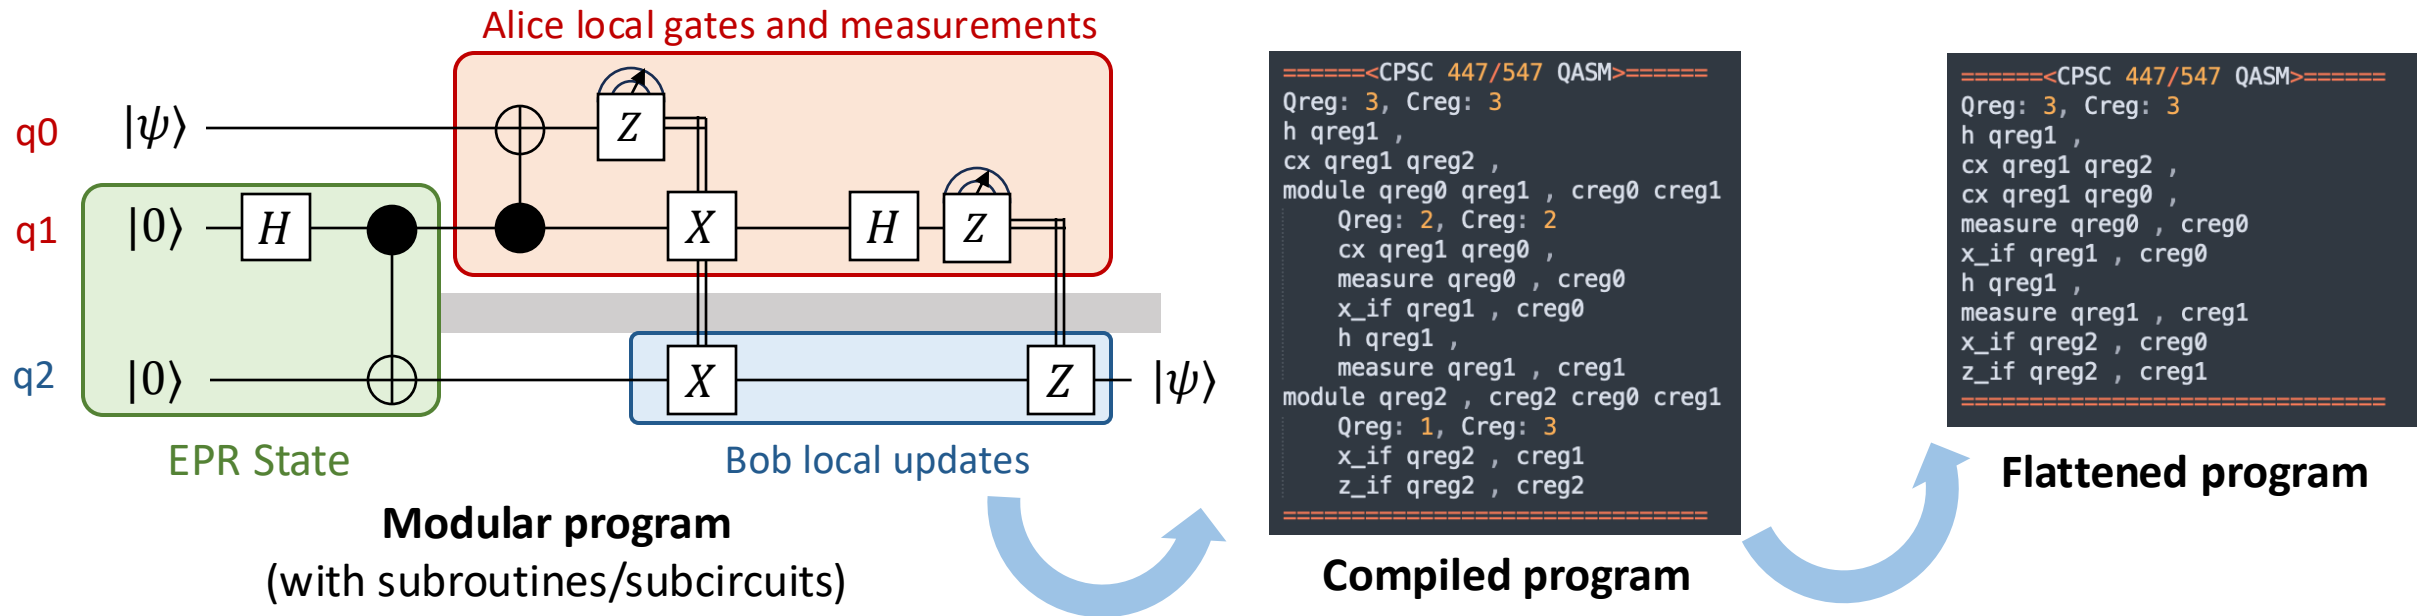 Alice local gates and measurements
q0
|ψ⟩
Z
q1
|0⟩
H
X
H
Z
q2
|0⟩
X
Z
|ψ⟩
EPR State
Bob local updates
Modular program
(with subroutines/subcircuits)
======<CPSC 447/547 QASM>======
Qreg: 3, Creg: 3
h qreg1 ,
cx qreg1 qreg2 ,
module qreg0 qreg1 , creg0 creg1
    Qreg: 2, Creg: 2
    cx qreg1 qreg0 ,
    measure qreg0 , creg0
    x_if qreg1 , creg0
    h qreg1 ,
    measure qreg1 , creg1
module qreg2 , creg2 creg0 creg1
    Qreg: 1, Creg: 3
    x_if qreg2 , creg1
    z_if qreg2 , creg2
===============================
Compiled program
======<CPSC 447/547 QASM>======
Qreg: 3, Creg: 3
h qreg1 ,
cx qreg1 qreg2 ,
cx qreg1 qreg0 ,
measure qreg0 , creg0
x_if qreg1 , creg0
h qreg1 ,
measure qreg1 , creg1
x_if qreg2 , creg0
z_if qreg2 , creg1
===============================
Flattened program